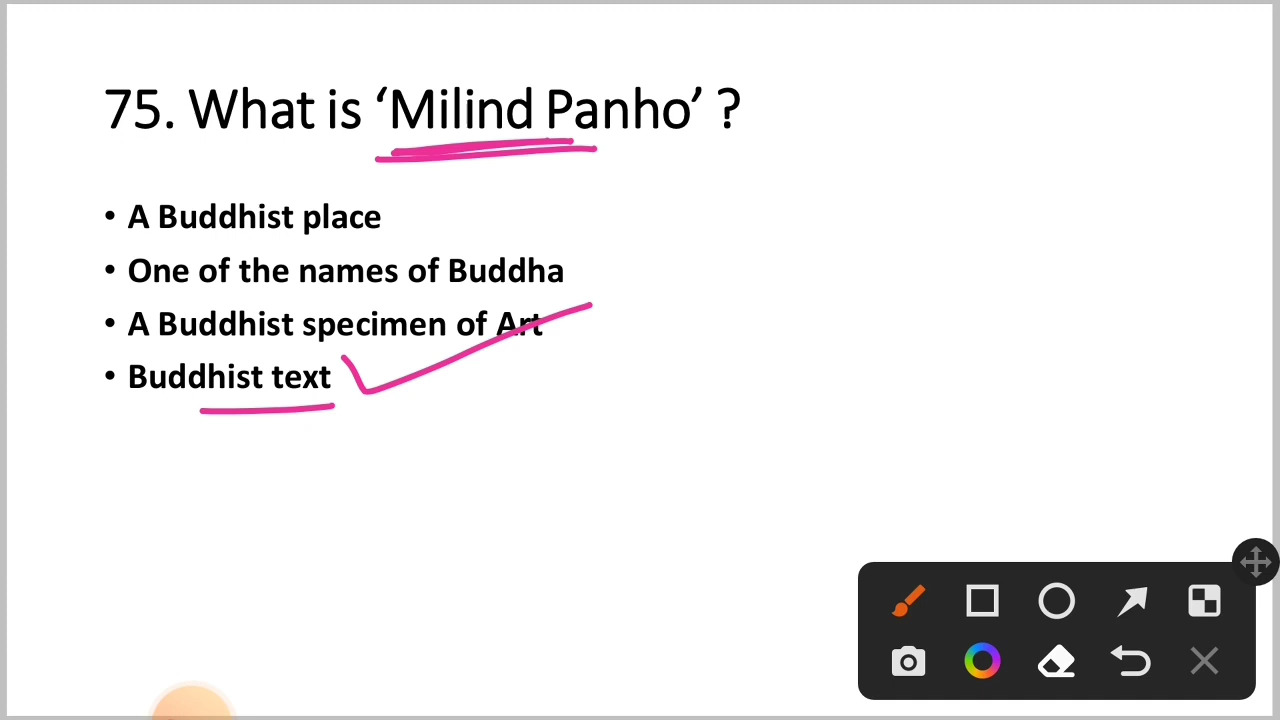 75. What is ‘Milind Panho’ ?
• A Buddhist place
• One of the names of Buddha
• A Buddhist specimen of Art
• Buddhist text